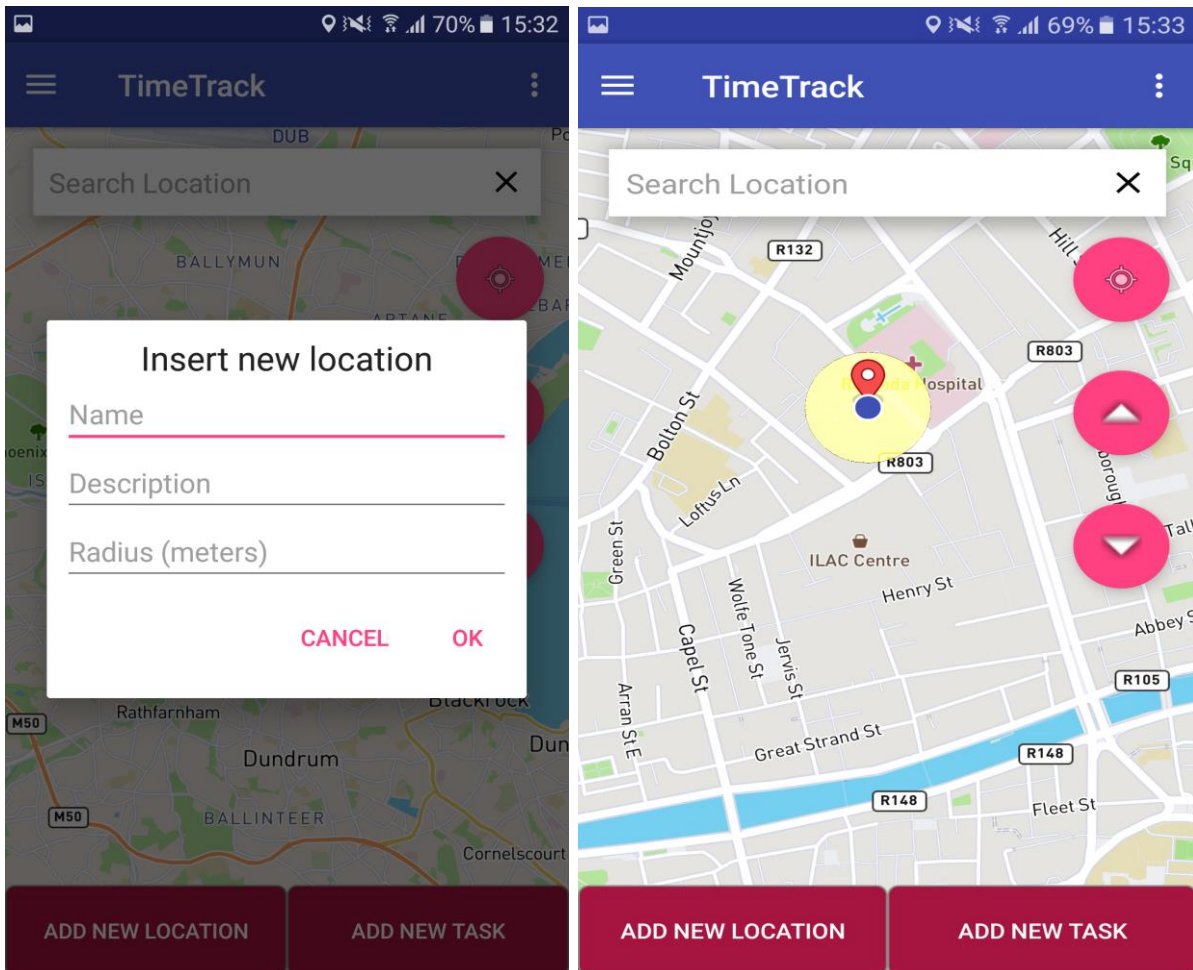 70% 15:32
TimeTrack
DUB
Search Location
BALLYMUN
ARTANE
Insert new location
Name
Description
Radius (meters)
CANCEL OK
M50
Rathfarnham
Blackrock
Dundrum
M50
BALLINTEER
Cornelscourt
ADD NEW LOCATION ADD NEW TASK
69% 15:33
TimeTrack
Search Location
R132
R803
Hospital
Bolton St
R803
Loftus Ln
Green St
ILAC Centre
Henry St
Wolfe Tone St
Capel St
Jervis St
Abbey S
R105
Arran St E
Great Strand St
R148
R148
Fleet St
ADD NEW LOCATION ADD NEW TASK